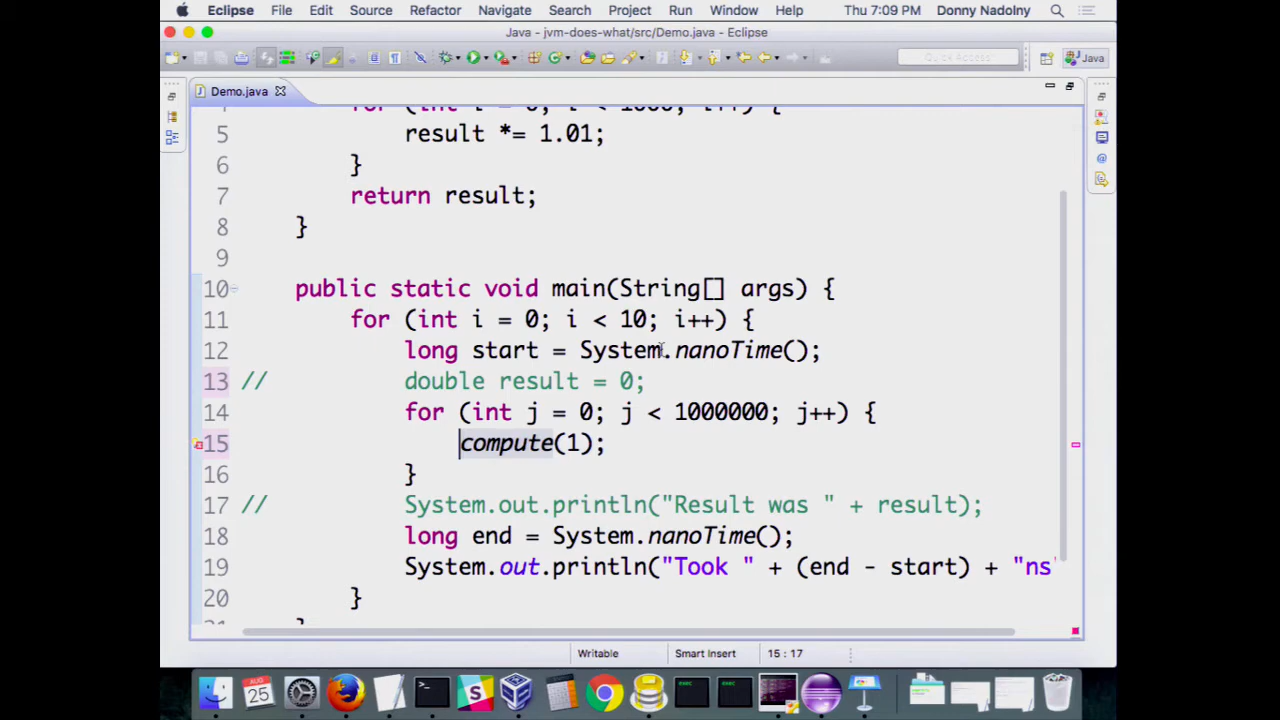 Eclipse File Edit Source Refactor Navigate Search Project Run Window Help Thu 7:09 PM Donny Nadolny
Java - jvm-does-what/src/Demo.java - Eclipse
Quick Access
Java
Demo.java
5 result *= 1.01;
6 }
7 return result;
8 }
9
10 public static void main(String[] args) {
11 for (int i = 0; i < 10; i++) {
12 long start = System.nanoTime();
13 // double result = 0;
14 for (int j = 0; j < 1000000; j++) {
15 compute(1);
16 }
17 // System.out.println("Result was " + result);
18 long end = System.nanoTime();
19 System.out.println("Took " + (end - start) + "ns
20 }
Writable Smart Insert 15 : 17
AUG
25